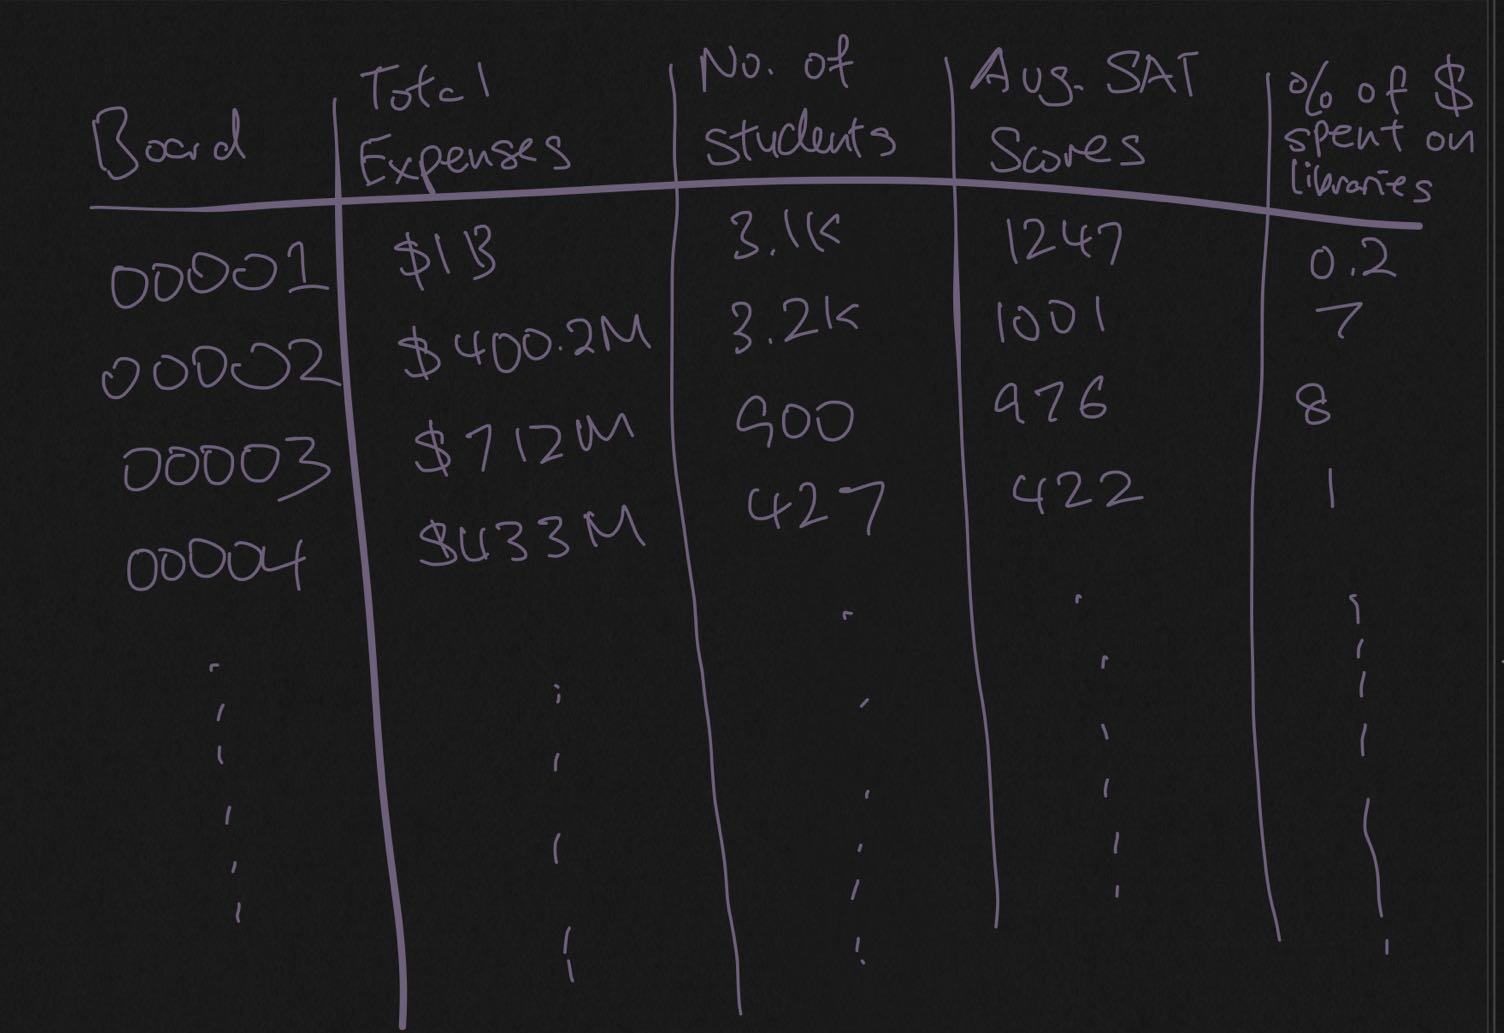 Board | Total Expenses | No. of Students | Avg. SAT Scores | % of $ spent on libraries
00001 | $1B | 3.1K | 1247 | 0.2
00002 | $400.2M | 3.2K | 1001 | 7
00003 | $712M | 900 | 976 | 8
00004 | $433M | 427 | 422 | 1